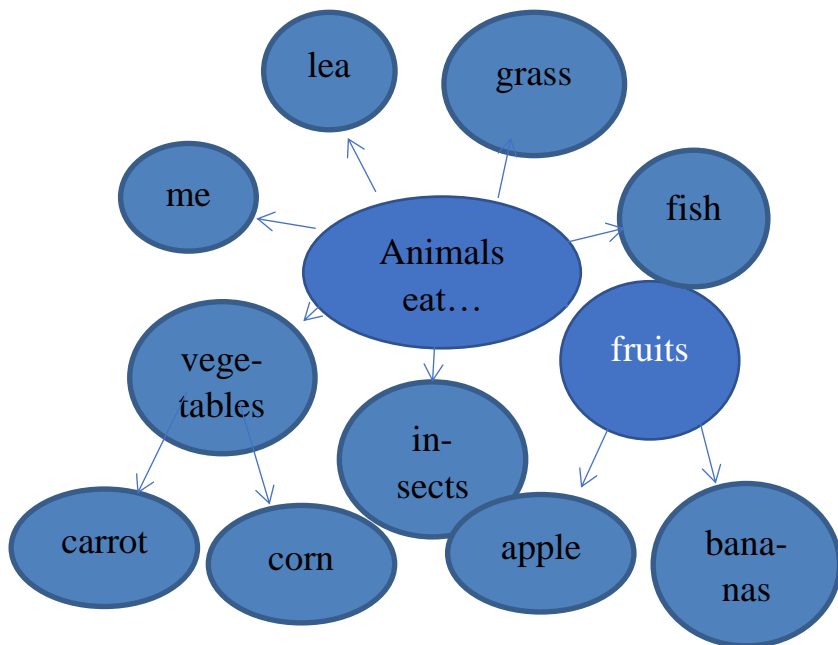 lea
grass
me
fish
Animals
eat…
fruits
vege-
tables
in-
sects
carrot
corn
apple
bana-
nas